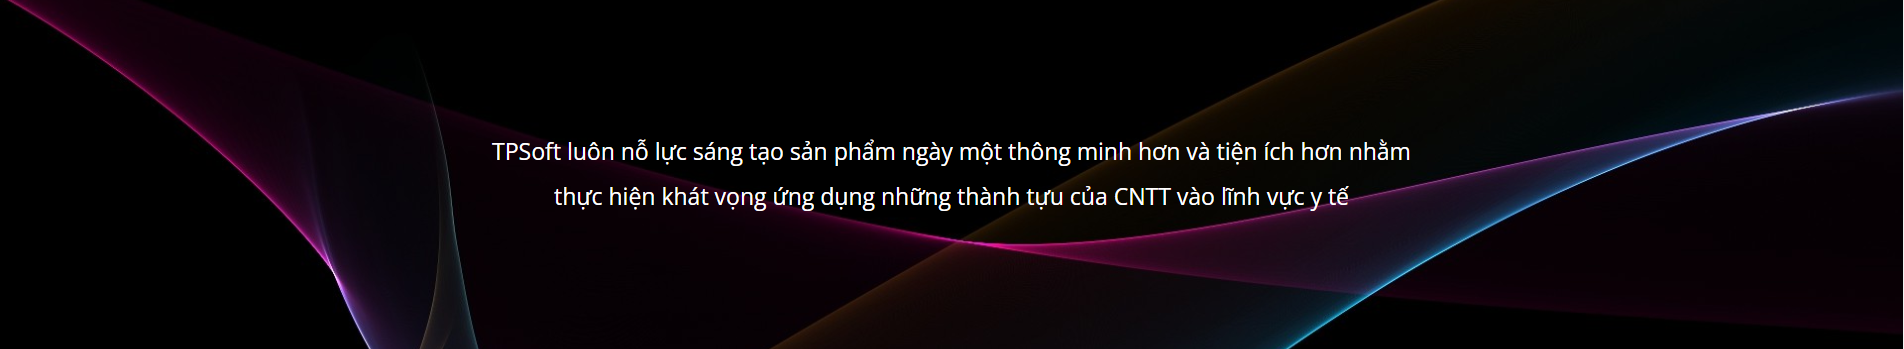 TPSoft luôn nỗ lực sáng tạo sản phẩm ngày một thông minh hơn và tiện ích hơn nhằm
thực hiện khát vọng ứng dụng những thành tựu của CNTT vào lĩnh vực y tế